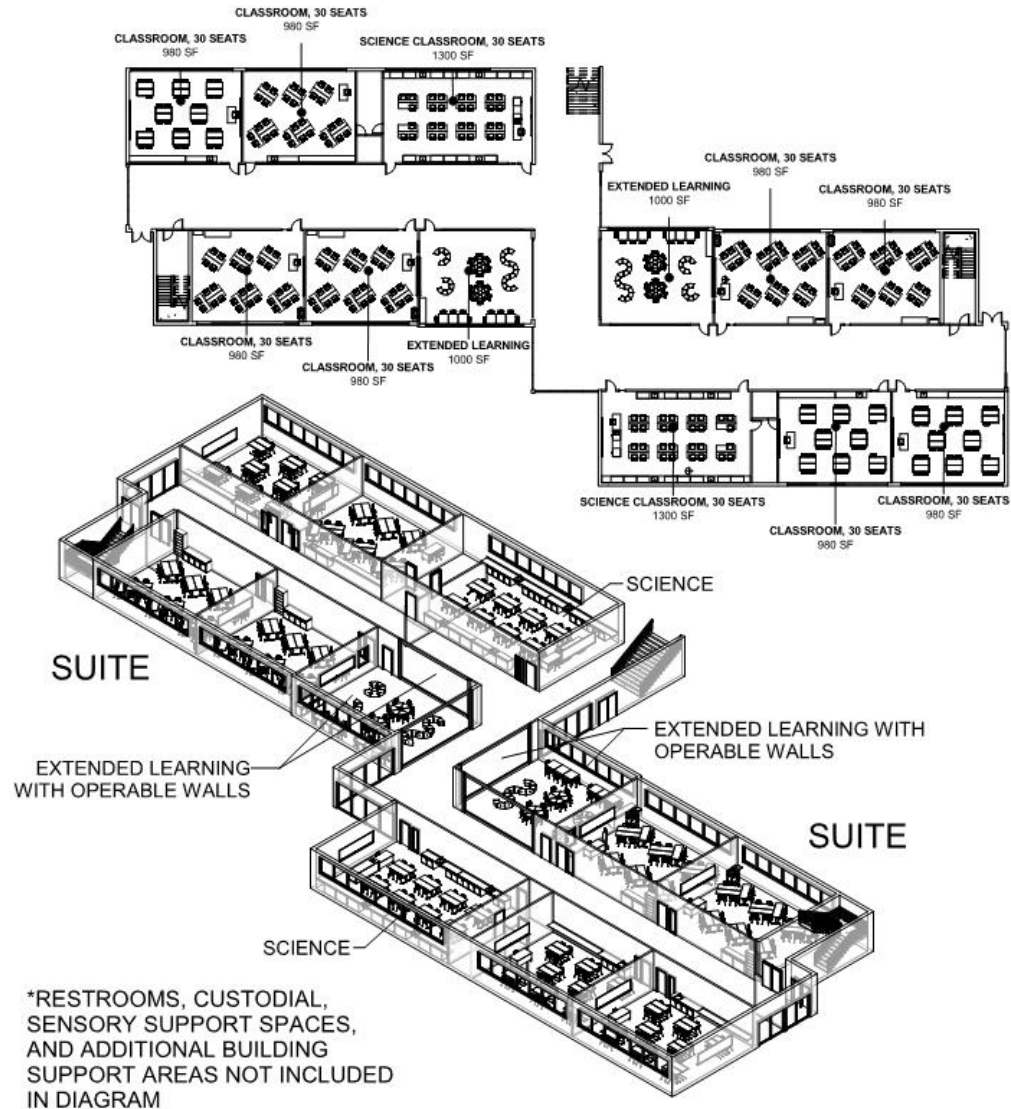 CLASSROOM, 30 SEATS
980 SF
CLASSROOM, 30 SEATS
980 SF
SCIENCE CLASSROOM, 30 SEATS
1300 SF
CLASSROOM, 30 SEATS
980 SF
EXTENDED LEARNING
1000 SF
CLASSROOM, 30 SEATS
980 SF
CLASSROOM, 30 SEATS
980 SF
CLASSROOM, 30 SEATS
980 SF
EXTENDED LEARNING
1000 SF
SCIENCE CLASSROOM, 30 SEATS
1300 SF
CLASSROOM, 30 SEATS
980 SF
CLASSROOM, 30 SEATS
980 SF
SCIENCE
SUITE
EXTENDED LEARNING WITH
OPERABLE WALLS
EXTENDED LEARNING
WITH OPERABLE WALLS
SUITE
SCIENCE
*RESTROOMS, CUSTODIAL,
SENSORY SUPPORT SPACES,
AND ADDITIONAL BUILDING
SUPPORT AREAS NOT INCLUDED
IN DIAGRAM